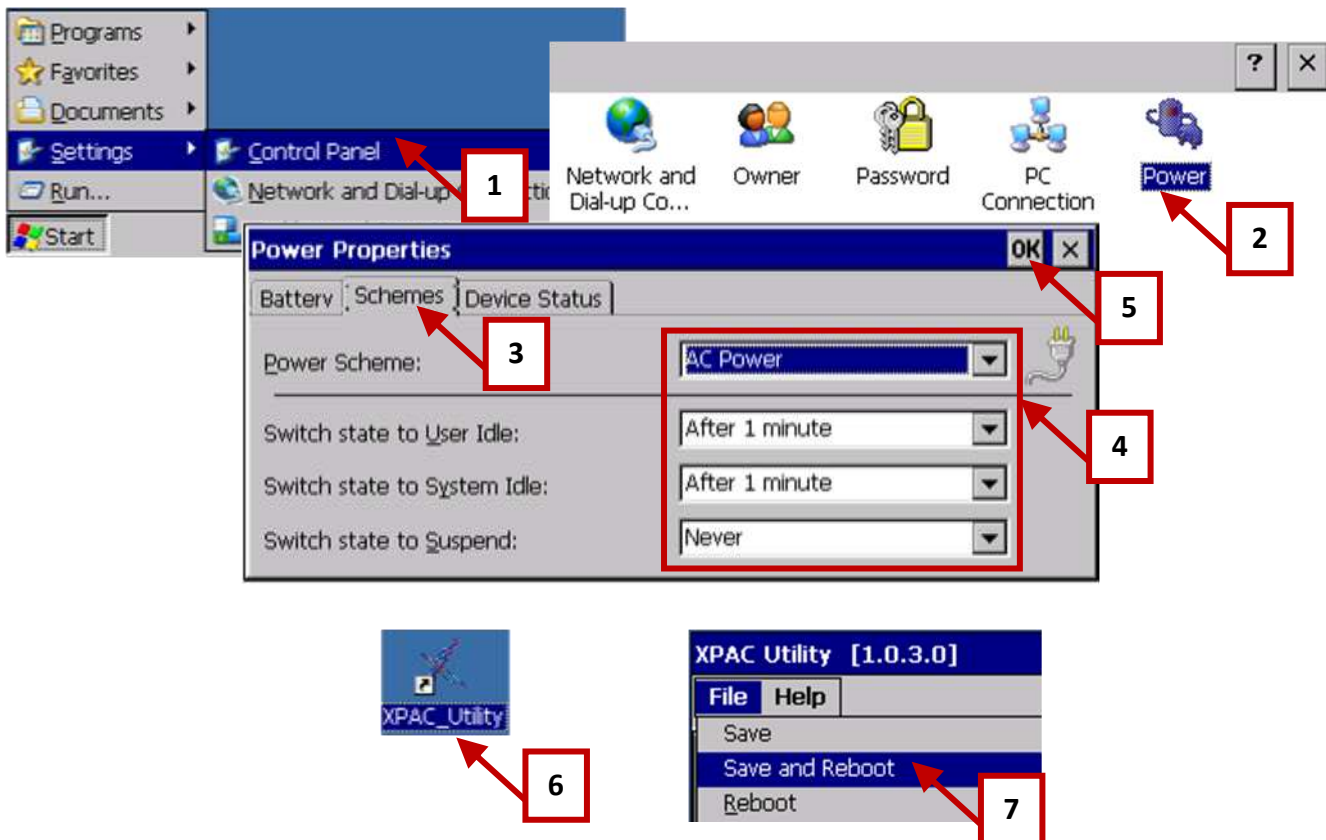 Programs
Favorites
Documents
Settings
Run...
Start
Control Panel
Network and Dial-up
1
? ×
Network and
Dial-up Co...
Owner
Password
PC
Connection
Power
2
Power Properties
OK ×
Battery
Schemes
Device Status
5
3
Power Scheme:
AC Power
4
Switch state to User Idle:
After 1 minute
Switch state to System Idle:
After 1 minute
Switch state to Suspend:
Never
XPAC_Utility
6
XPAC Utility [1.0.3.0]
File Help
Save
Save and Reboot
Reboot
7